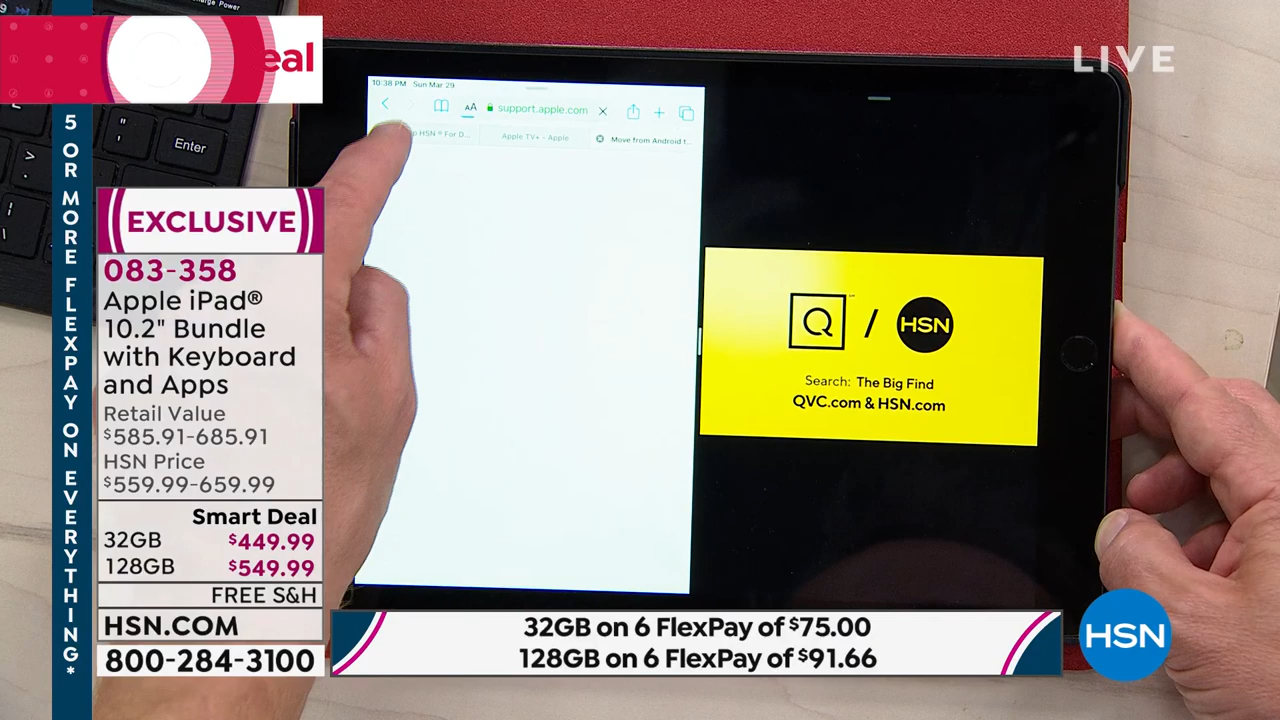 eal
LIVE
5 OR MORE FLEXPAY ON EVERYTHING*
Enter
10:38 PM Sun Mar 29
AA
support.apple.com
p HSN ® For D...
Apple TV+ - Apple
Move from Android t...
EXCLUSIVE
083-358
Apple iPad®
10.2" Bundle
with Keyboard
and Apps
Retail Value
$585.91-685.91
HSN Price
$559.99-659.99
Smart Deal
32GB $449.99
128GB $549.99
FREE S&H
HSN.COM
800-284-3100
Q / HSN
Search: The Big Find
QVC.com & HSN.com
32GB on 6 FlexPay of $75.00
128GB on 6 FlexPay of $91.66
HSN